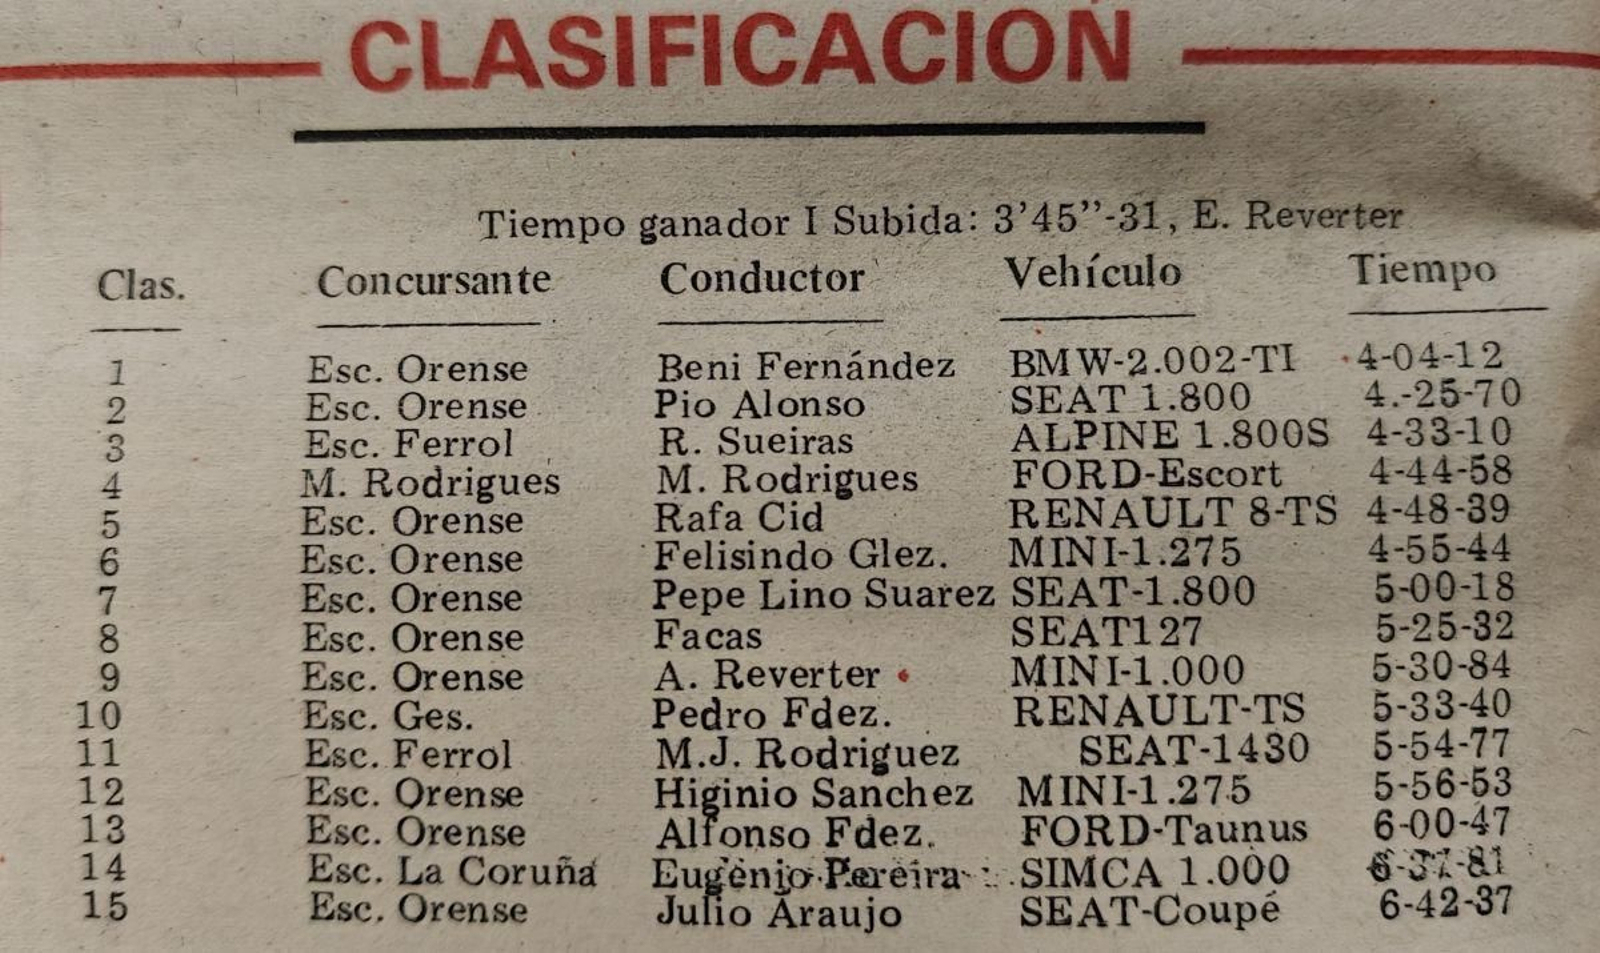 CLASIFICACION
Tiempo ganador I Subida: 3’45”-31, E. Reverter
Clas. Concursante Conductor Vehículo Tiempo
1 Esc. Orense Beni Fernández BMW-2.002-TI 4-04-12
2 Esc. Orense Pio Alonso SEAT 1.800 4.-25-70
3 Esc. Ferrol R. Sueiras ALPINE 1.800S 4-33-10
4 M. Rodrigues M. Rodrigues FORD-Escort 4-44-58
5 Esc. Orense Rafa Cid RENAULT 8-TS 4-48-39
6 Esc. Orense Felisindo Glez. MINI-1.275 4-55-44
7 Esc. Orense Pepe Lino Suarez SEAT-1.800 5-00-18
8 Esc. Orense Facas SEAT127 5-25-32
9 Esc. Orense A. Reverter MINI-1.000 5-30-84
10 Esc. Ges. Pedro Fdez. RENAULT-TS 5-33-40
11 Esc. Ferrol M.J. Rodriguez SEAT-1430 5-54-77
12 Esc. Orense Higinio Sanchez MINI-1.275 5-56-53
13 Esc. Orense Alfonso Fdez. FORD-Taunus 6-00-47
14 Esc. La Coruña Eugenio Pereira SIMCA 1.000
15 Esc. Orense Julio Araujo SEAT-Coupé 6-42-37